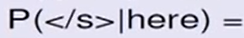 P(</s>|here) =